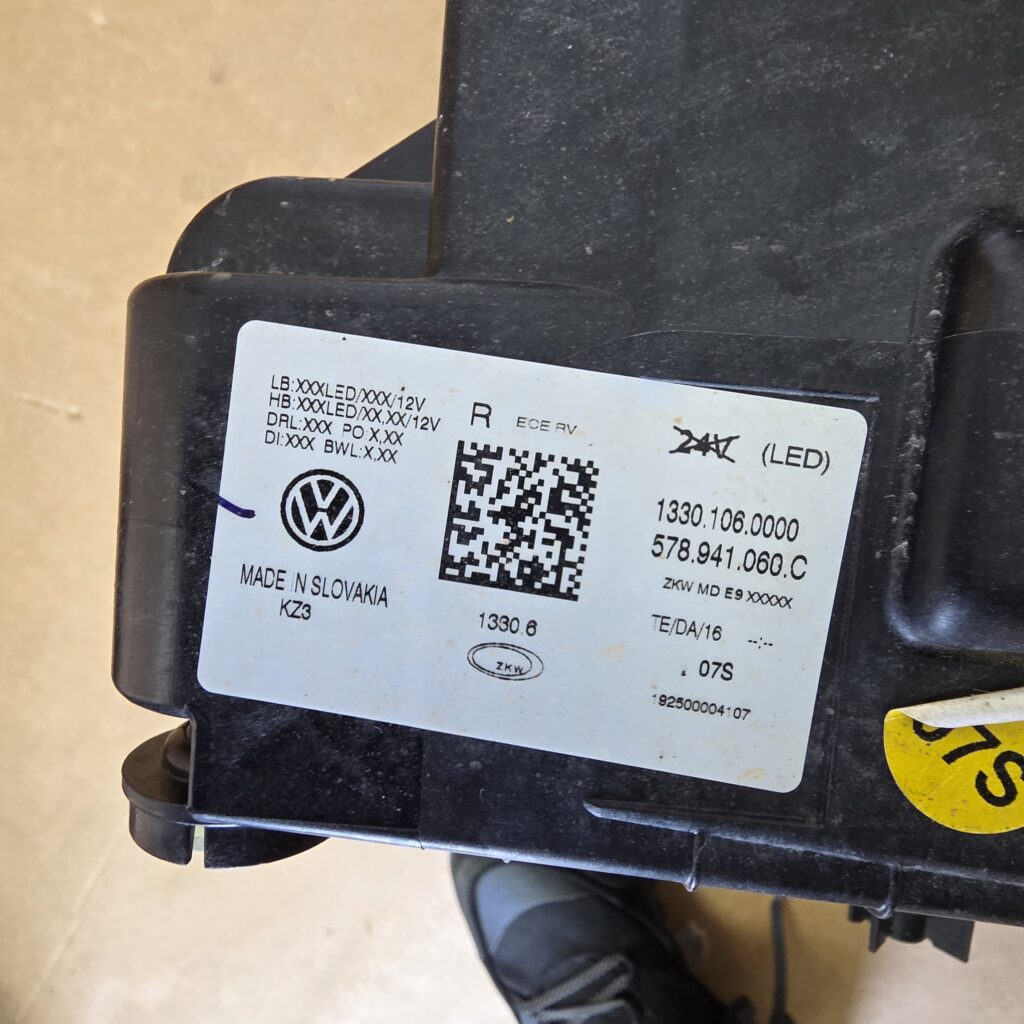 LB:XXXLED/XXX/12V
HB:XXXLED/XX,XX/12V
DRL:XXX PO:X,XX
DI:XXX BWL:X,XX
MADE IN SLOVAKIA
KZ3
R ECE RV
1330.6
ZKW
24V (LED)
1330.106.0000
578.941.060.C
ZKW MD E9 XXXXX
TE/DA/16 --:--
07S
192500004107
07S